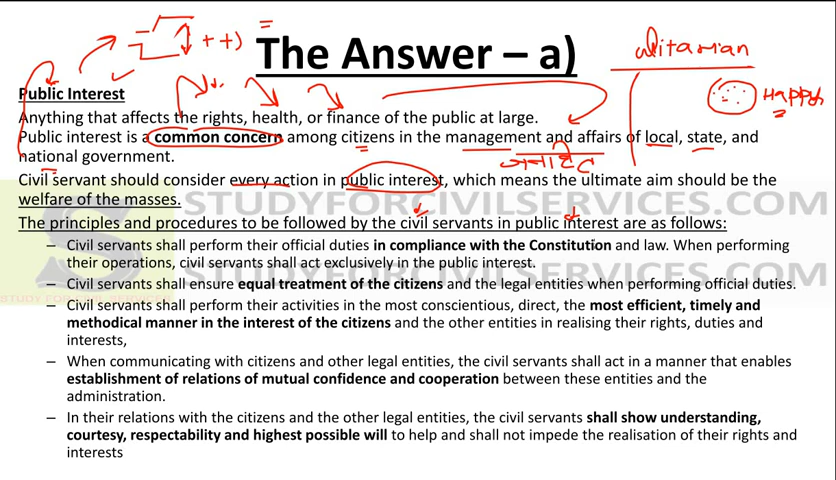 The Answer – a)
ulitarian
Happy
Public Interest
Anything that affects the rights, health, or finance of the public at large.
Public interest is a common concern among citizens in the management and affairs of local, state, and
national government.
Civil servant should consider every action in public interest, which means the ultimate aim should be the
welfare of the masses.
STUDYFORCIVILSERVICES.COM
The principles and procedures to be followed by the civil servants in public interest are as follows:
– Civil servants shall perform their official duties in compliance with the Constitution and law. When performing
their operations, civil servants shall act exclusively in the public interest.
– Civil servants shall ensure equal treatment of the citizens and the legal entities when performing official duties.
STUDYFORCIVILSERVICES.COM
STUDY FOR CIVIL SERVICES
– Civil servants shall perform their activities in the most conscientious, direct, the most efficient, timely and
methodical manner in the interest of the citizens and the other entities in realising their rights, duties and
interests,
– When communicating with citizens and other legal entities, the civil servants shall act in a manner that enables
establishment of relations of mutual confidence and cooperation between these entities and the
administration.
– In their relations with the citizens and the other legal entities, the civil servants shall show understanding,
courtesy, respectability and highest possible will to help and shall not impede the realisation of their rights and
interests